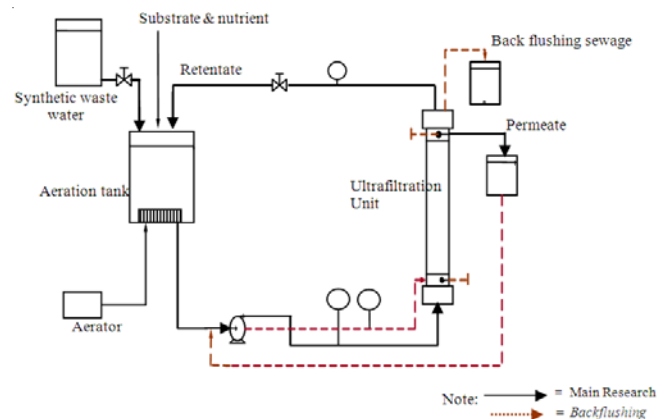 Substrate & nutrient
Back flushing sewage
Retentate
Synthetic waste
water
Permeate
Aeration tank
Ultrafiltration
Unit
Aerator
Note:
= Main Research
= Backflushing